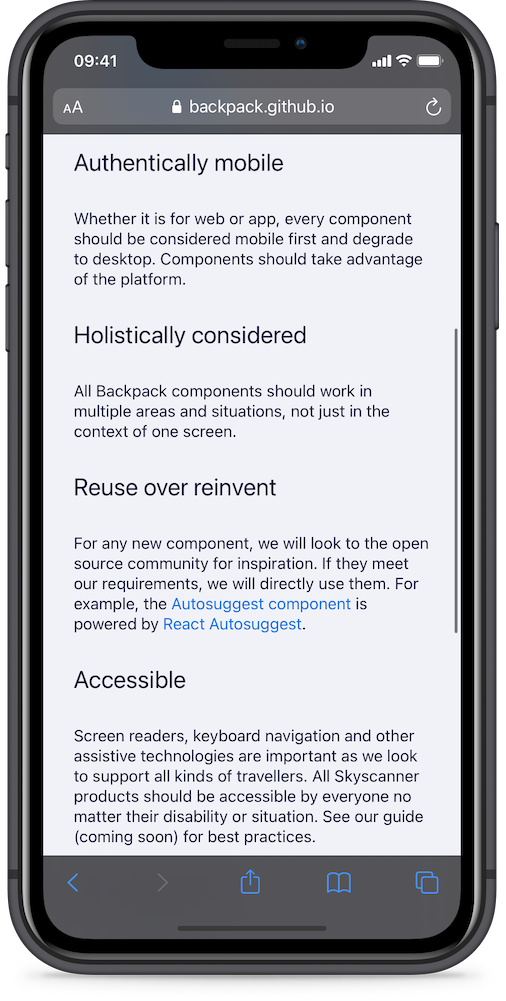 09:41
AA
backpack.github.io
Authentically mobile
Whether it is for web or app, every component
should be considered mobile first and degrade
to desktop. Components should take advantage
of the platform.
Holistically considered
All Backpack components should work in
multiple areas and situations, not just in the
context of one screen.
Reuse over reinvent
For any new component, we will look to the open
source community for inspiration. If they meet
our requirements, we will directly use them. For
example, the Autosuggest component is
powered by React Autosuggest.
Accessible
Screen readers, keyboard navigation and other
assistive technologies are important as we look
to support all kinds of travellers. All Skyscanner
products should be accessible by everyone no
matter their disability or situation. See our guide
(coming soon) for best practices.